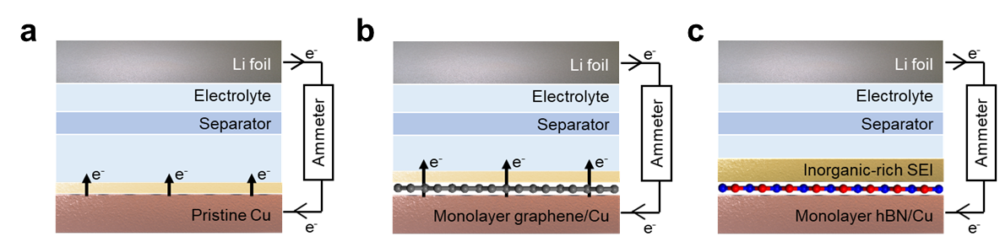 a
Li foil
e-
Electrolyte
Separator
Ammeter
e- e- e-
Pristine Cu
e-
b
Li foil
e-
Electrolyte
Separator
Ammeter
e- e- e-
Monolayer graphene/Cu
e-
c
Li foil
e-
Electrolyte
Separator
Ammeter
Inorganic-rich SEI
Monolayer hBN/Cu
e-